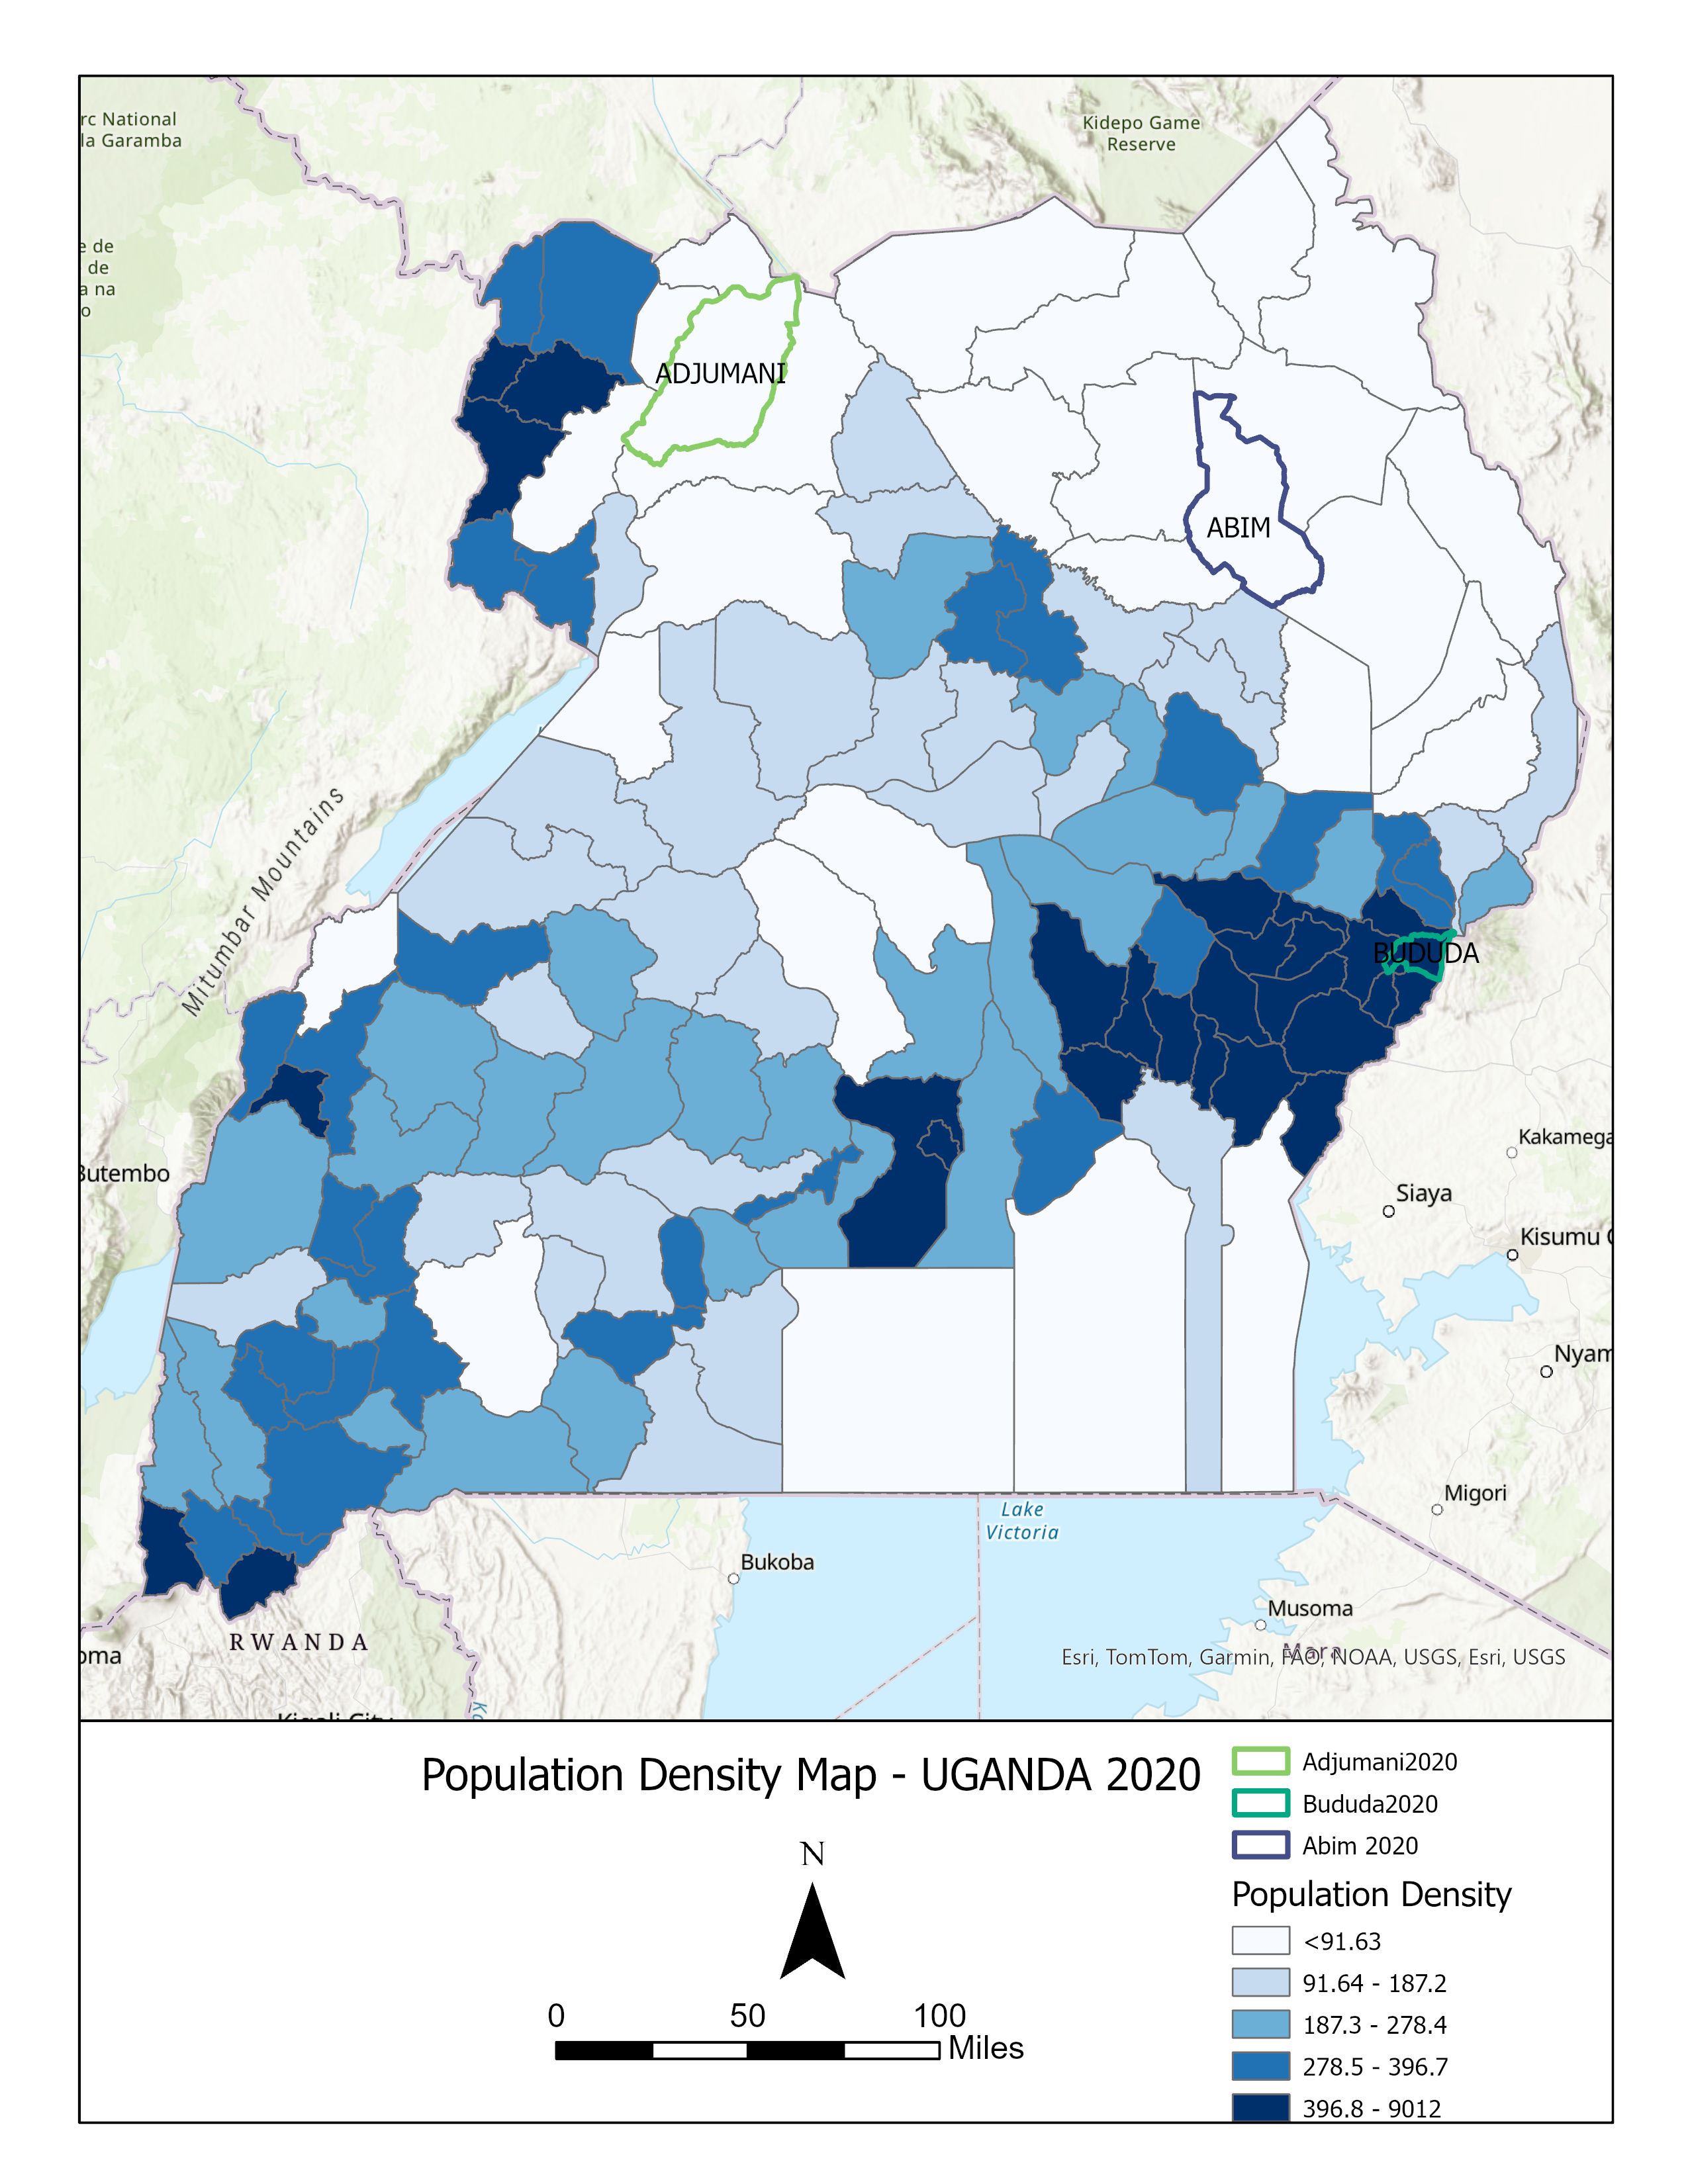 rc National
la Garamba
Kidepo Game
Reserve
e de
de
a na
o
ADJUMANI
ABIM
Mitumbar Mountains
BUDUDA
Kakamega
Butembo
Siaya
Kisumu
Nyam
Migori
Lake
Victoria
Bukoba
Musoma
RWANDA
Mara
oma
Esri, TomTom, Garmin, FAO, NOAA, USGS, Esri, USGS
Kigali City
Population Density Map - UGANDA 2020
N
0 50 100
Miles
Adjumani2020
Bududa2020
Abim 2020
Population Density
<91.63
91.64 - 187.2
187.3 - 278.4
278.5 - 396.7
396.8 - 9012